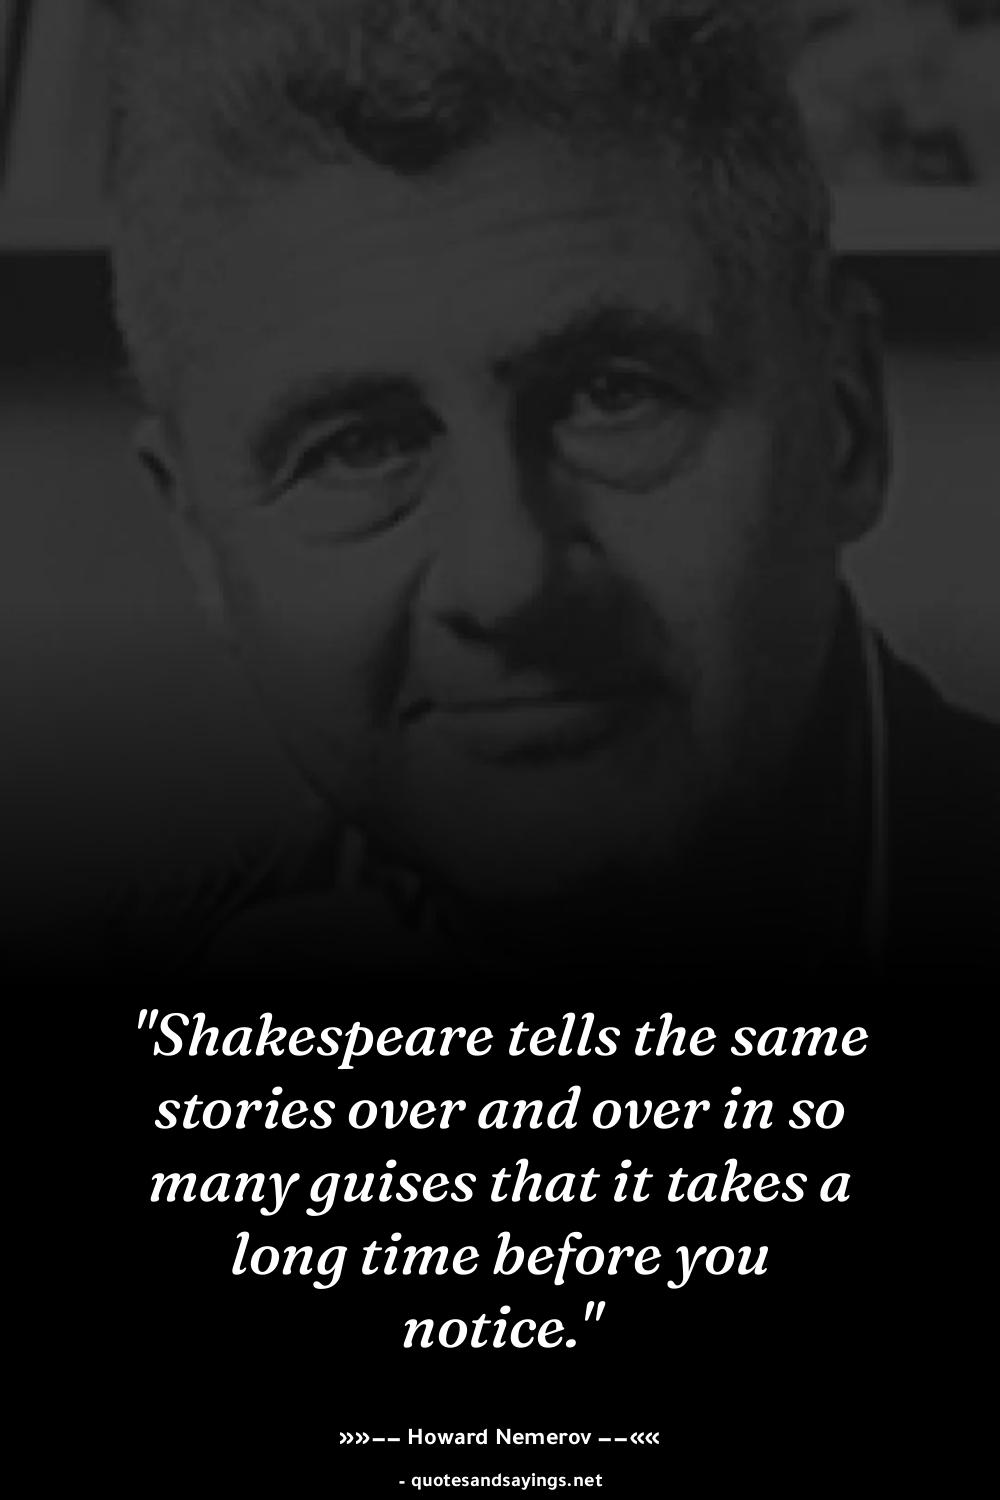 "Shakespeare tells the same
stories over and over in so
many guises that it takes a
long time before you
notice."
»»—— Howard Nemerov ——««
- quotesandsayings.net